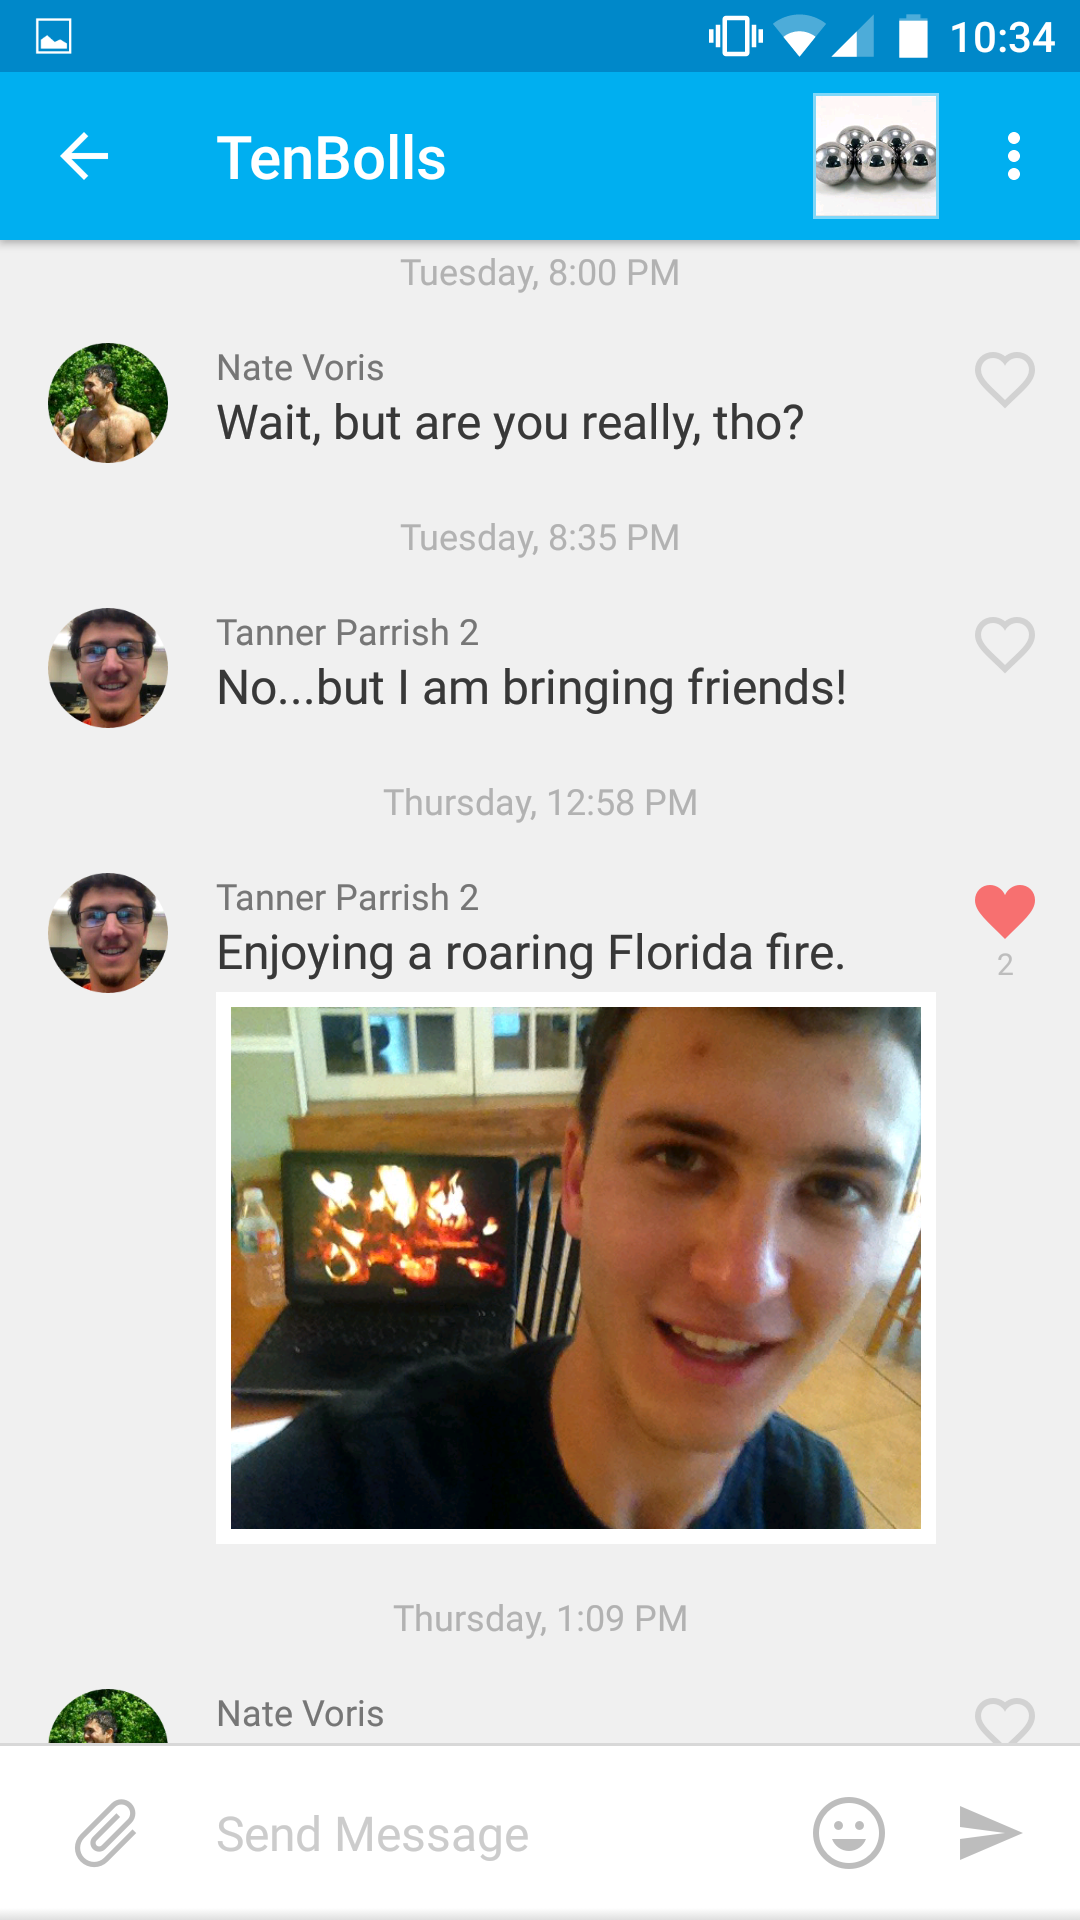 10:34
TenBolls
Tuesday, 8:00 PM
Nate Voris
Wait, but are you really, tho?
Tuesday, 8:35 PM
Tanner Parrish 2
No...but I am bringing friends!
Thursday, 12:58 PM
Tanner Parrish 2
Enjoying a roaring Florida fire.
2
Thursday, 1:09 PM
Nate Voris
Send Message